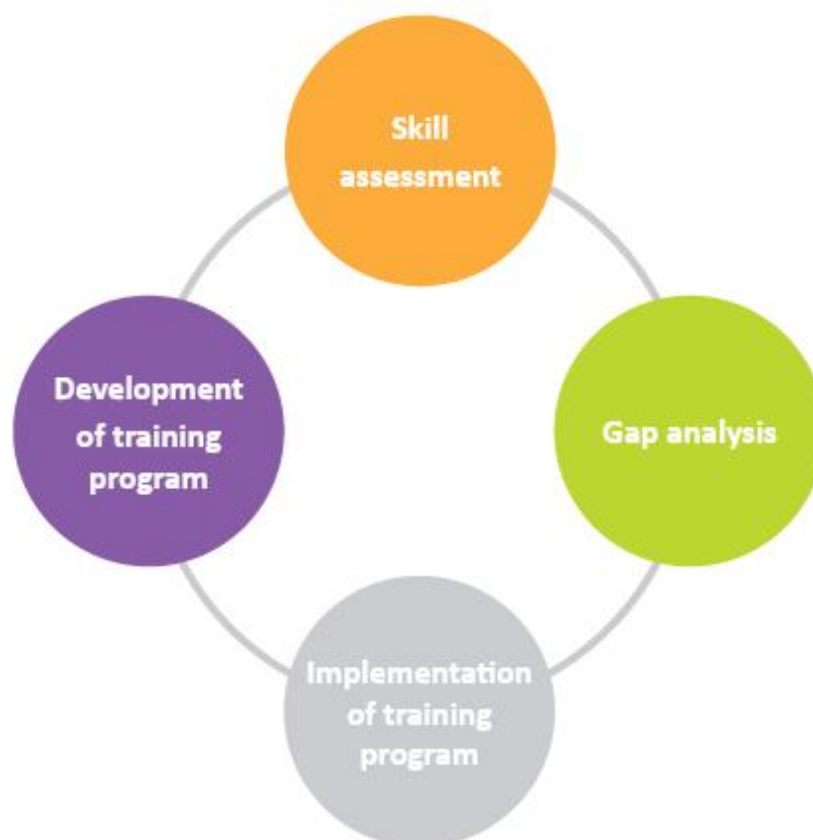 Skill
assessment
Development
of training
program
Gap analysis
Implementation
of training
program